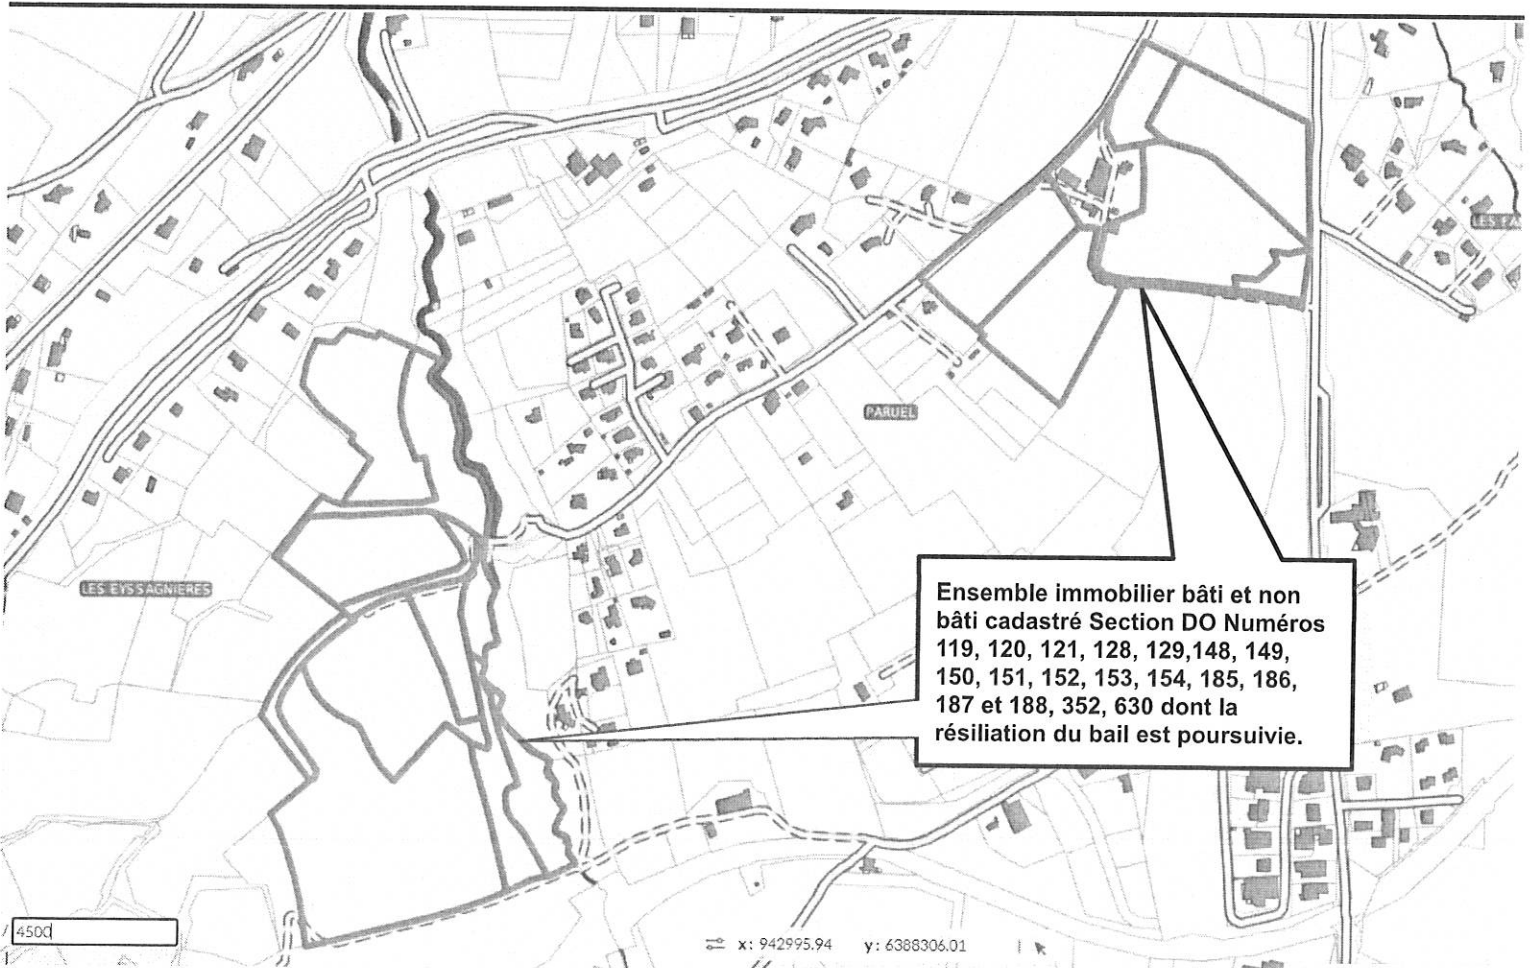 LES FA
PARUEL
LES EYSSAGNIERES
Ensemble immobilier bâti et non
bâti cadastré Section DO Numéros
119, 120, 121, 128, 129,148, 149,
150, 151, 152, 153, 154, 185, 186,
187 et 188, 352, 630 dont la
résiliation du bail est poursuivie.
4500
x: 942995.94 y: 6388306.01